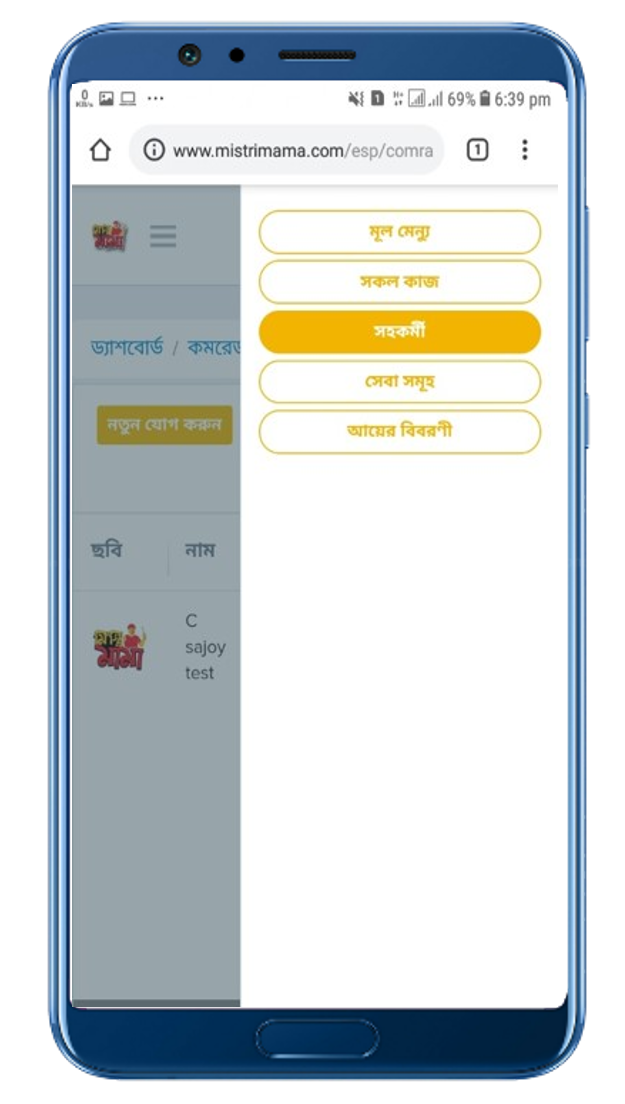 0
KB/s ... 69% 6:39 pm
www.mistrimama.com/esp/comra 1
মূল মেন্যু
সকল কাজ
সহকর্মী
সেবা সমূহ
আয়ের বিবরণী
ড্যাশবোর্ড / কমরেড
নতুন যোগ করুন
ছবি নাম
মামা
C
sajoy
test